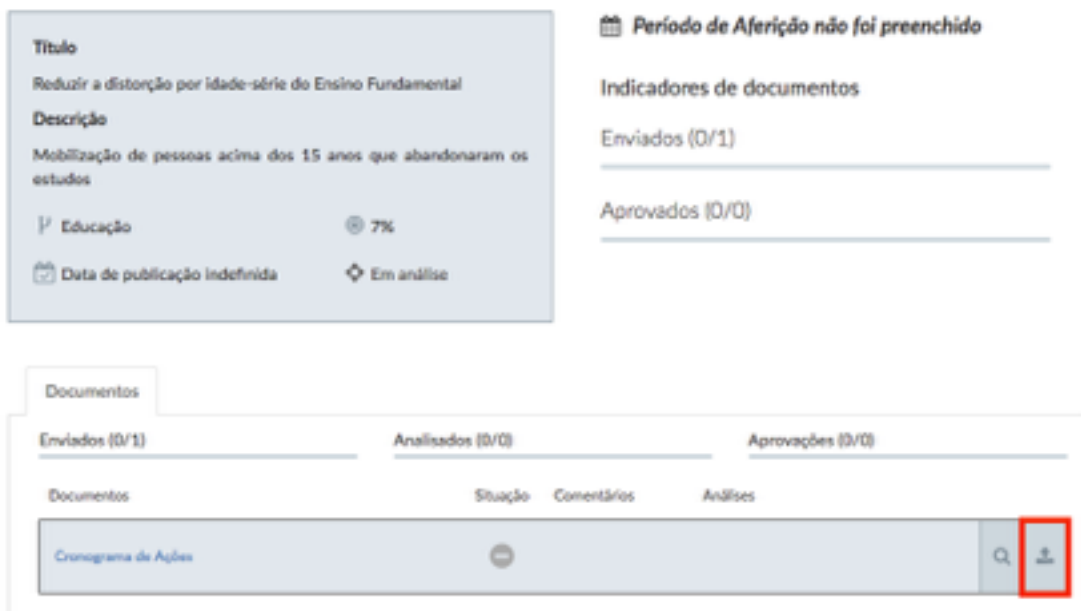 Título
Reduzir a distorção por idade-série do Ensino Fundamental
Descrição
Mobilização de pessoas acima dos 15 anos que abandonaram os
estudos
Educação
7%
Data de publicação indefinida
Em análise
Período de Aferição não foi preenchido
Indicadores de documentos
Enviados (0/1)
Aprovados (0/0)
Documentos
Enviados (0/1)
Analisados (0/0)
Aprovações (0/0)
Documentos
Situação
Comentários
Análises
Cronograma de Ações